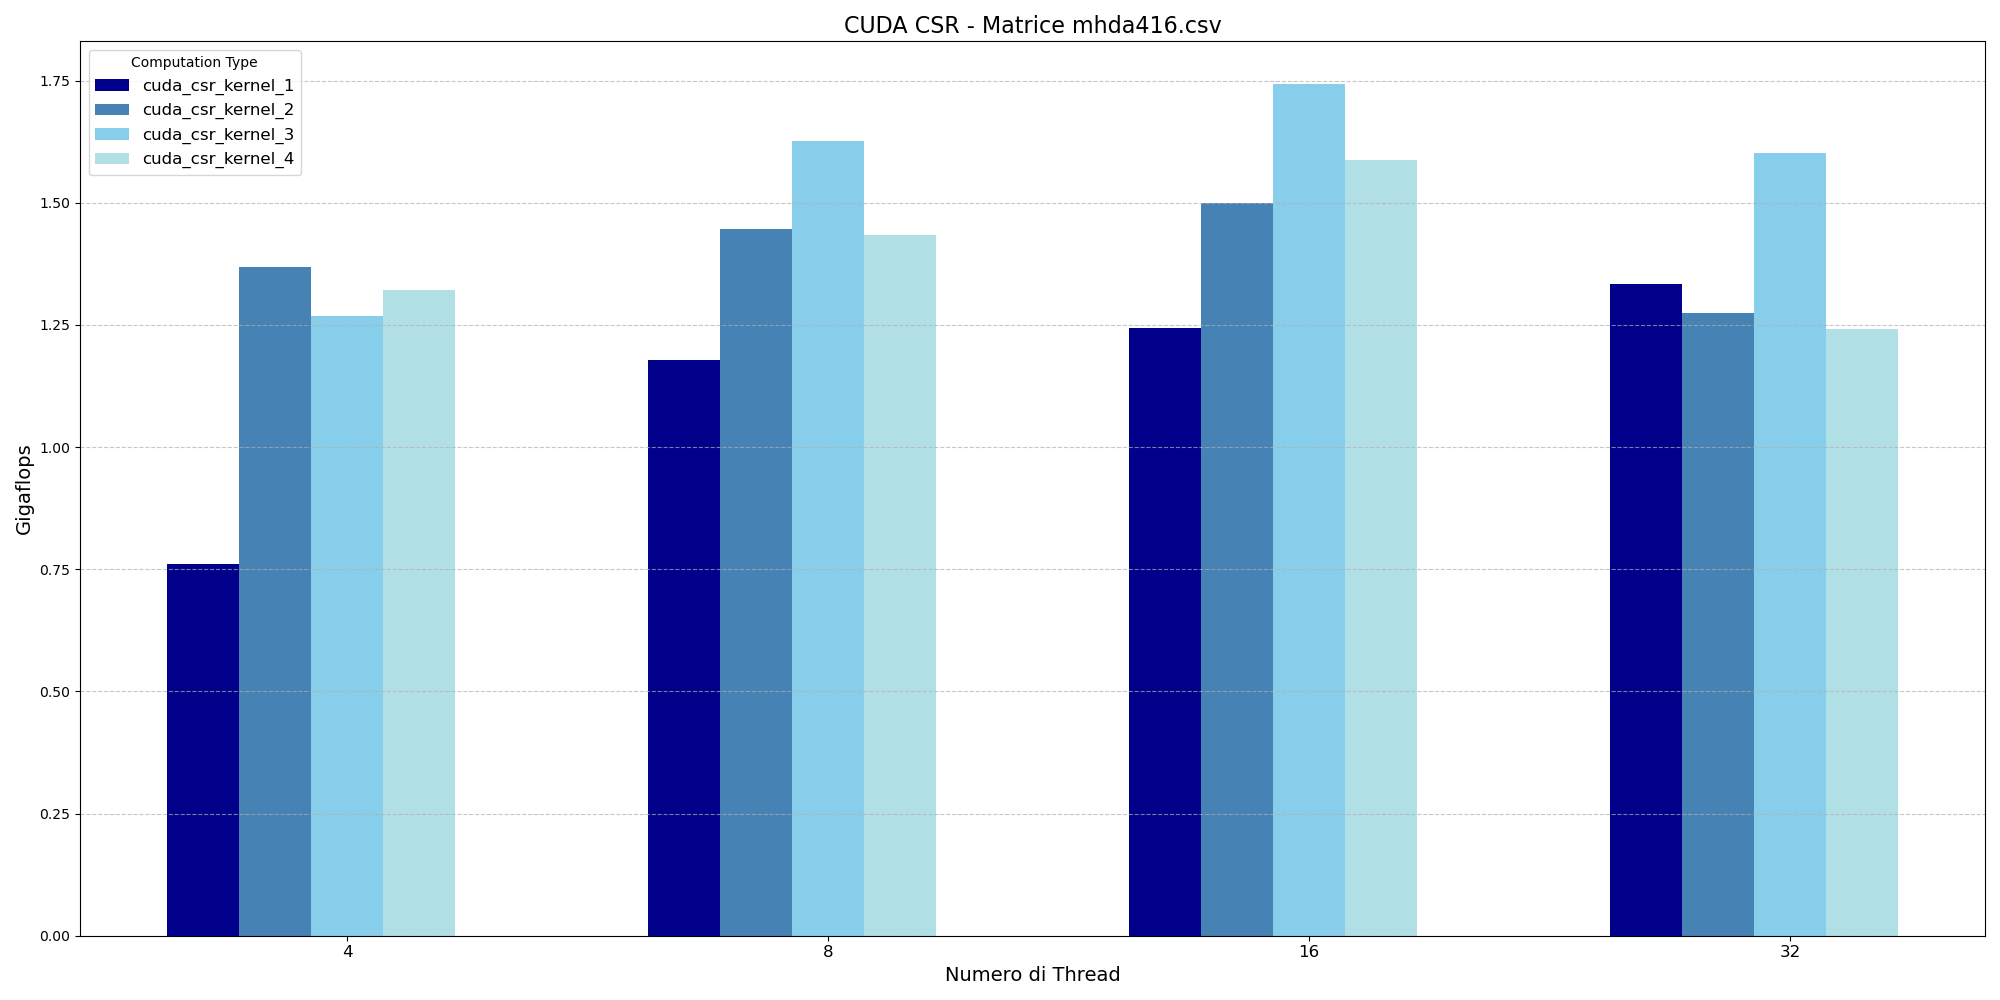 CUDA CSR - Matrice mhda416.csv
Computation Type
cuda_csr_kernel_1
cuda_csr_kernel_2
cuda_csr_kernel_3
cuda_csr_kernel_4
Gigaflops
1.75
1.50
1.25
1.00
0.75
0.50
0.25
0.00
4 8 16 32
Numero di Thread